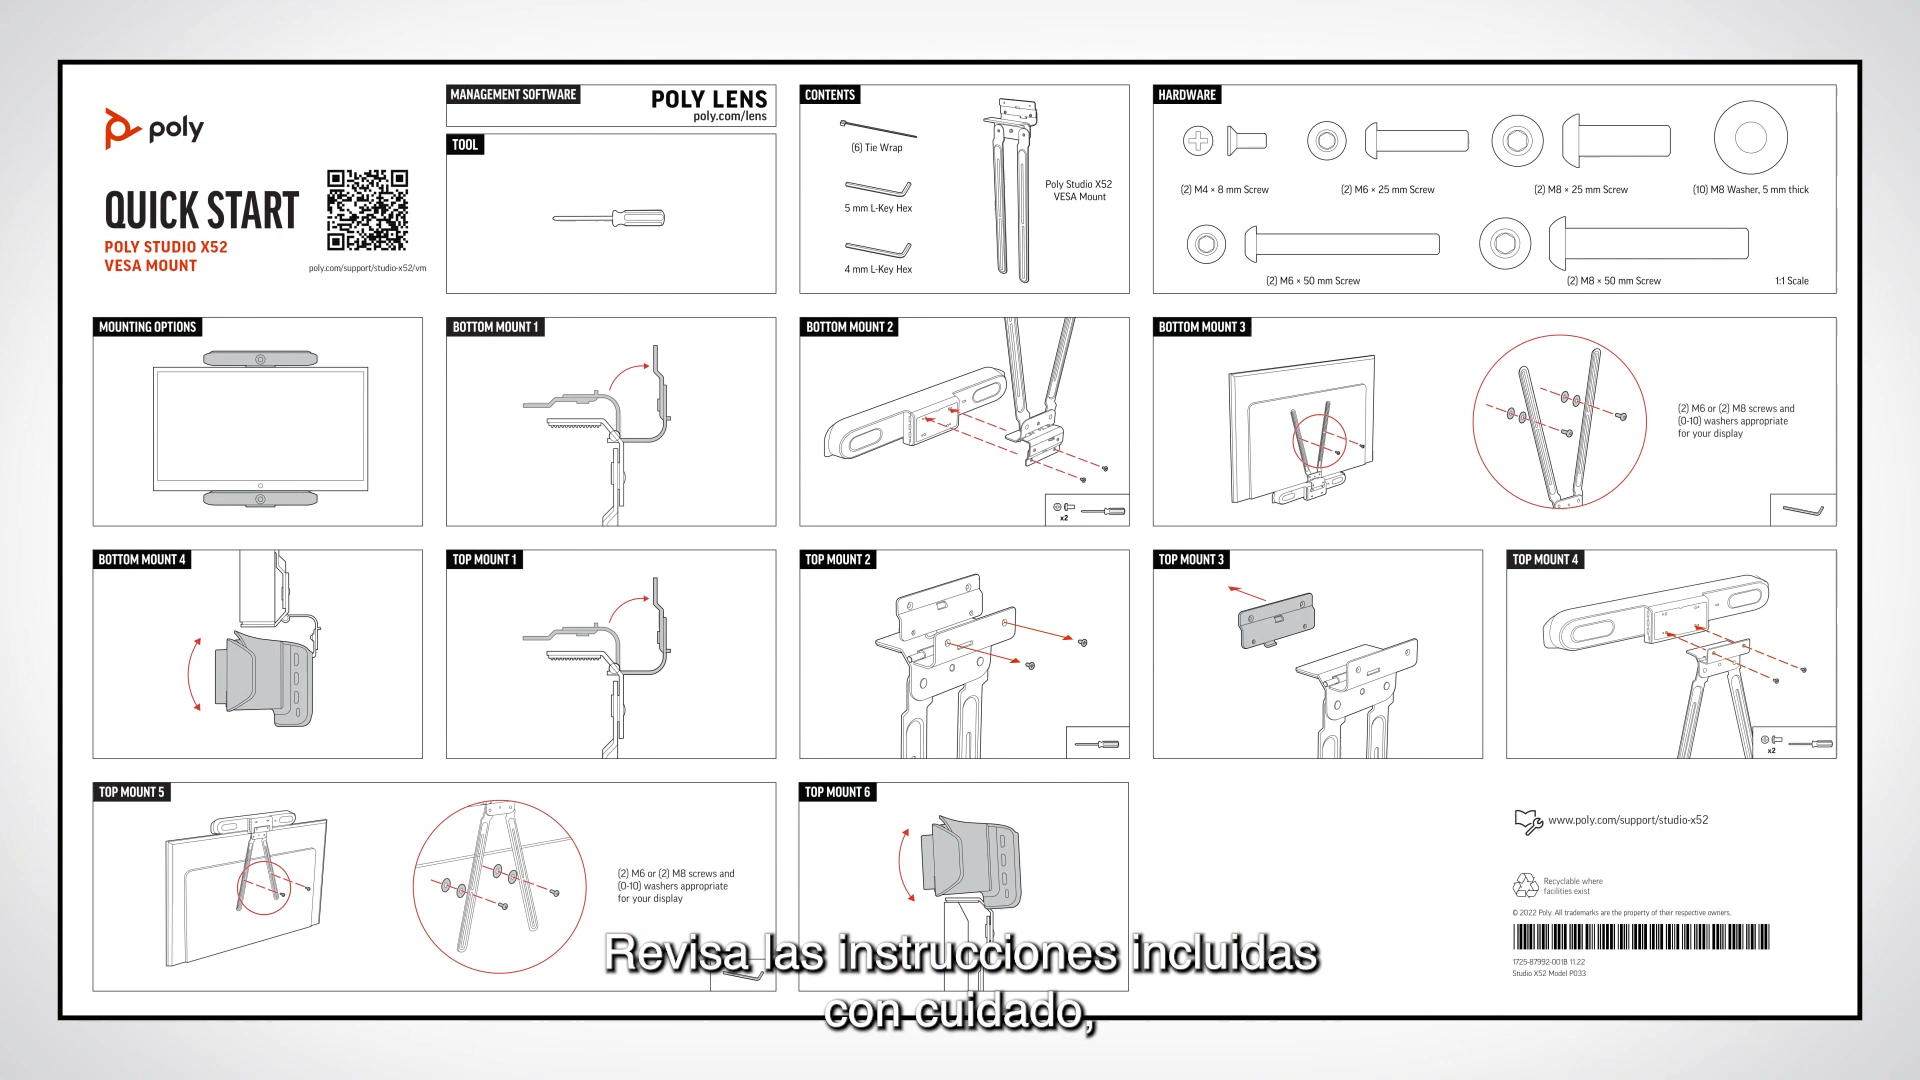 poly
QUICK START
POLY STUDIO X52
VESA MOUNT
poly.com/support/studio-x52/vm
MANAGEMENT SOFTWARE
POLY LENS
poly.com/lens
TOOL
CONTENTS
(6) Tie Wrap
5 mm L-Key Hex
4 mm L-Key Hex
Poly Studio X52
VESA Mount
HARDWARE
(2) M4 × 8 mm Screw
(2) M6 × 25 mm Screw
(2) M8 × 25 mm Screw
(10) M8 Washer, 5 mm thick
(2) M6 × 50 mm Screw
(2) M8 × 50 mm Screw
1:1 Scale
MOUNTING OPTIONS
BOTTOM MOUNT 1
BOTTOM MOUNT 2
x2
BOTTOM MOUNT 3
(2) M6 or (2) M8 screws and
(0-10) washers appropriate
for your display
BOTTOM MOUNT 4
TOP MOUNT 1
TOP MOUNT 2
TOP MOUNT 3
TOP MOUNT 4
x2
TOP MOUNT 5
(2) M6 or (2) M8 screws and
(0-10) washers appropriate
for your display
TOP MOUNT 6
www.poly.com/support/studio-x52
Recyclable where
facilities exist
© 2022 Poly. All trademarks are the property of their respective owners.
1725-87992-001B 11.22
Studio X52 Model P033
Revisa las instrucciones incluidas
con cuidado,